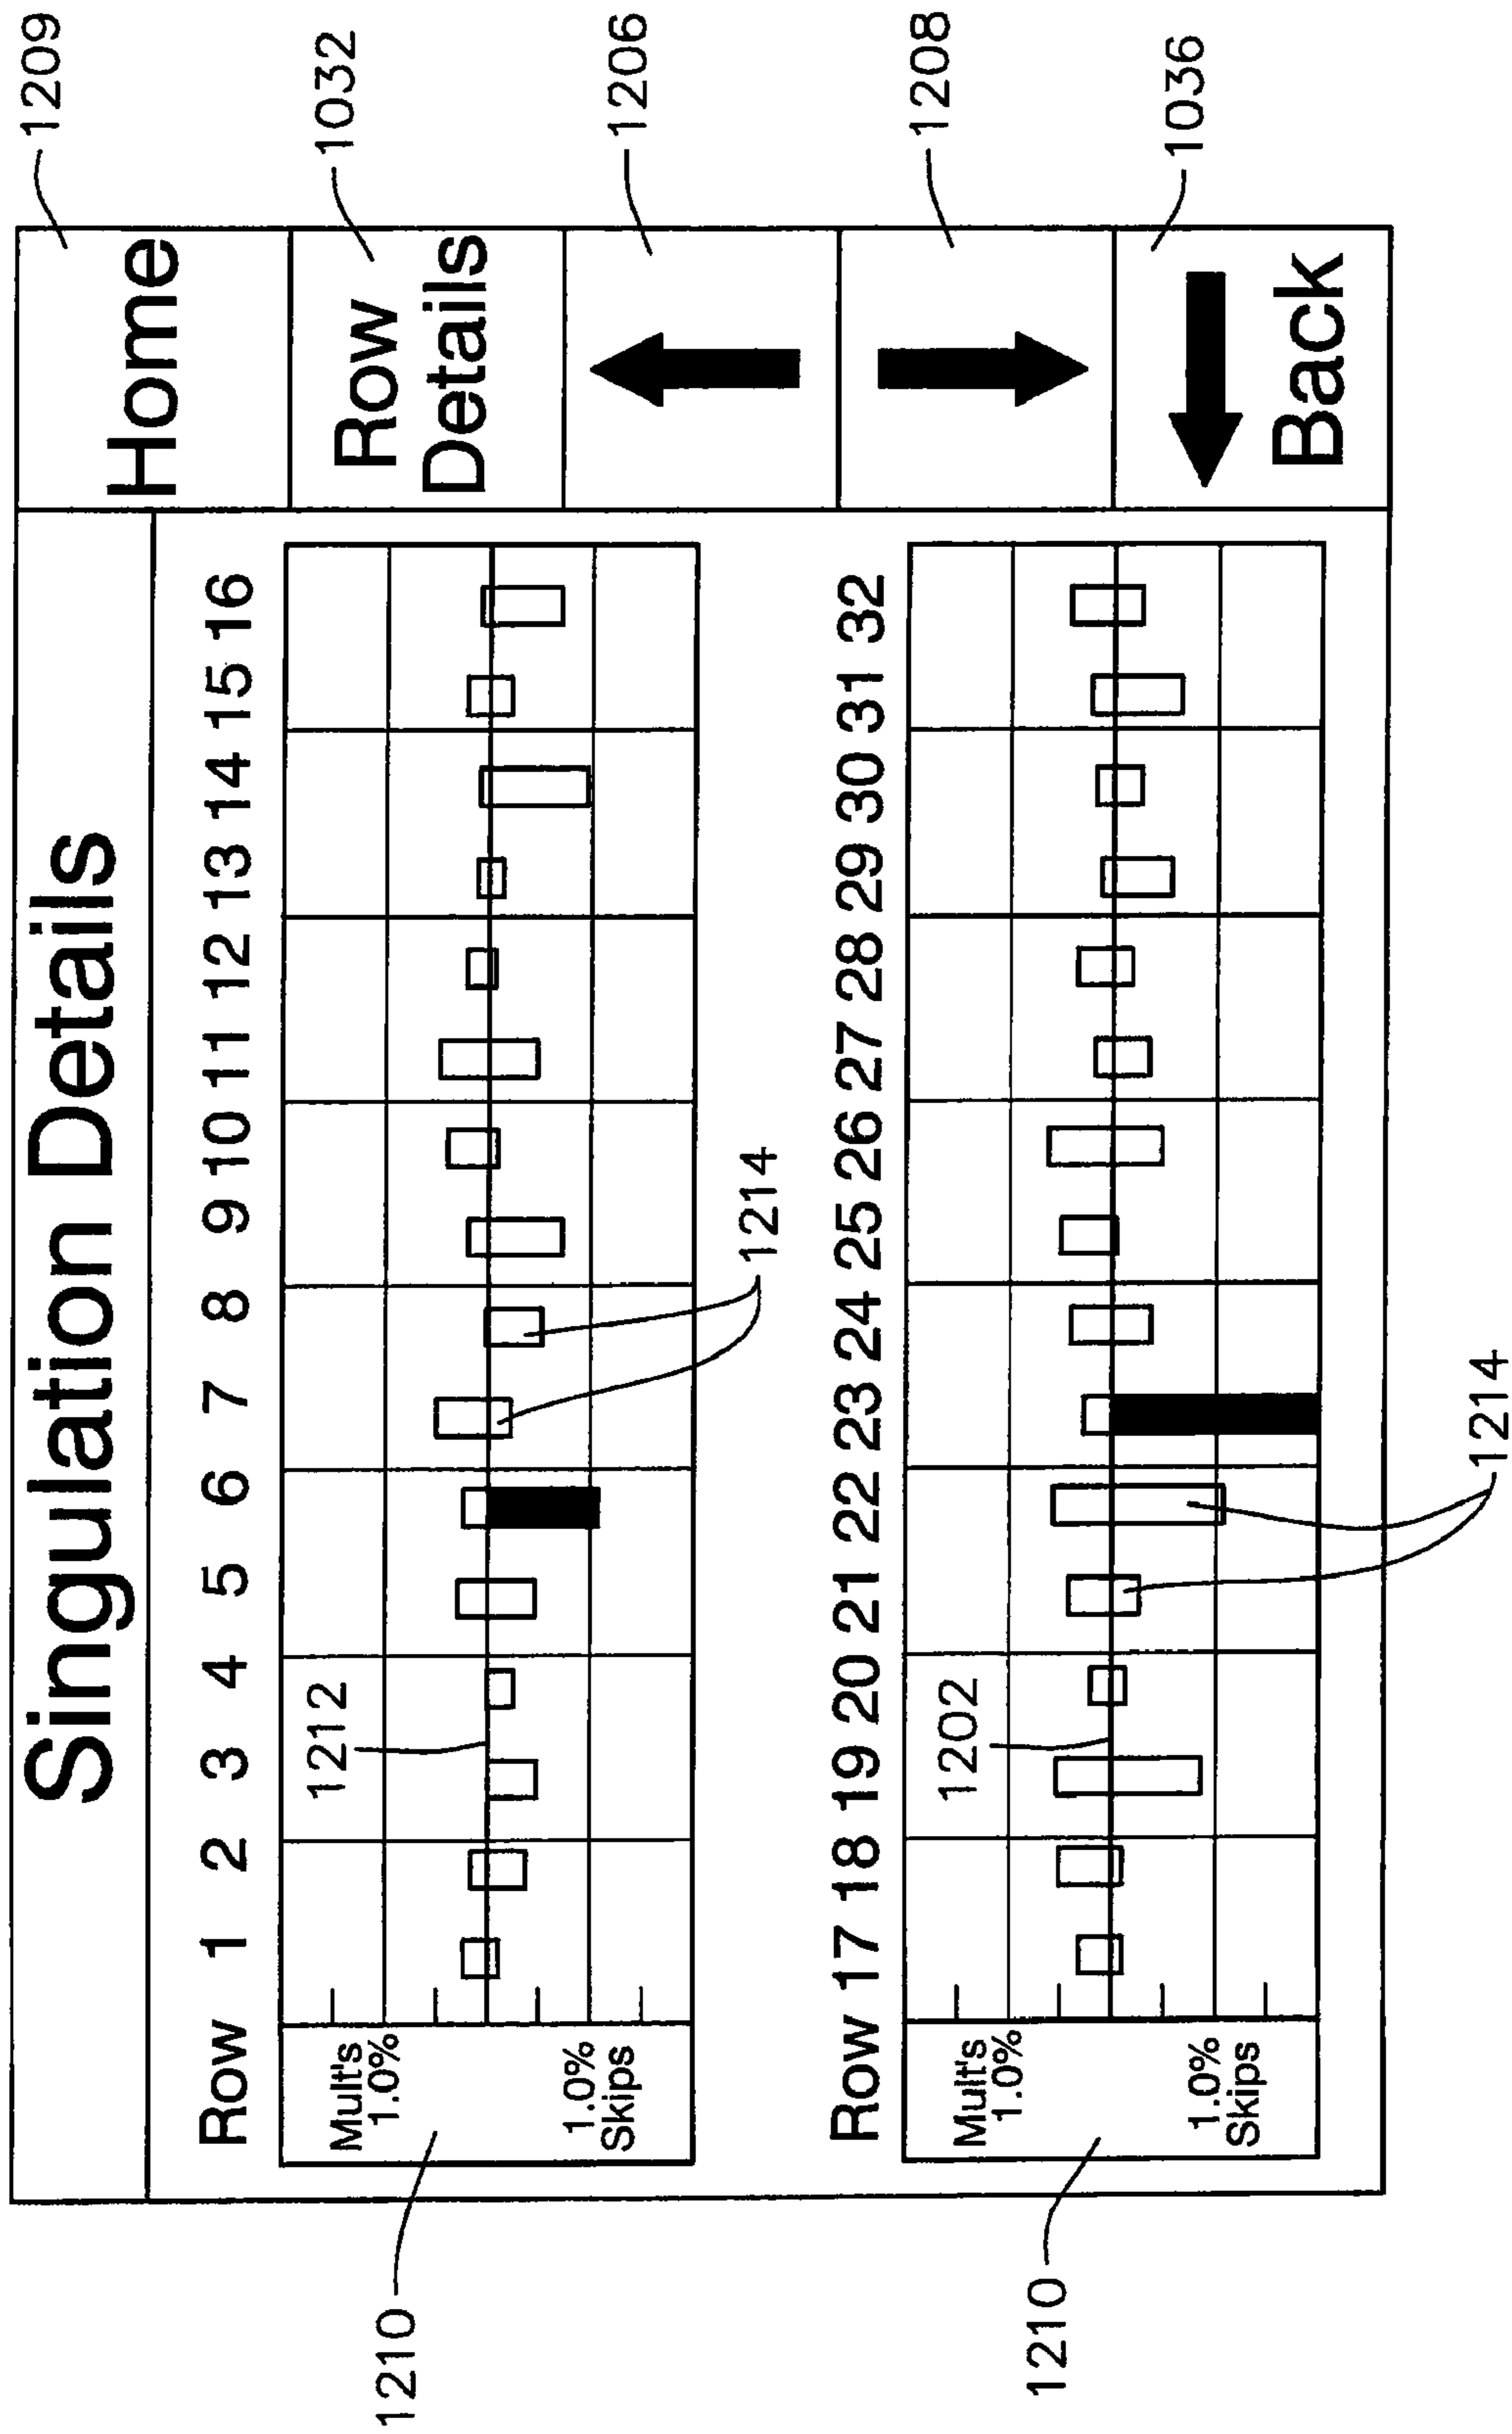 Singulation Details
Row 1 2 3 4 5 6 7 8 9 10 11 12 13 14 15 16
Mult's
1.0%
1.0%
Skips
1212
1214
1210
Row 17 18 19 20 21 22 23 24 25 26 27 28 29 30 31 32
Mult's
1.0%
1.0%
Skips
1202
1214
1210
Home
Row
Details
Back
1209
1032
1206
1208
1036